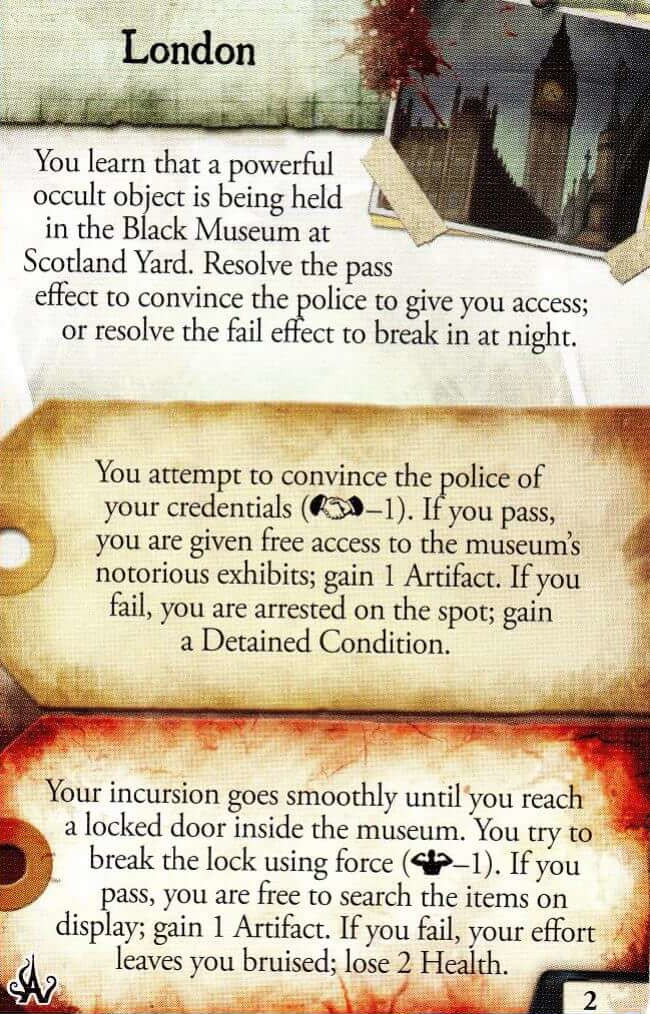 London
You learn that a powerful
occult object is being held
in the Black Museum at
Scotland Yard. Resolve the pass
effect to convince the police to give you access;
or resolve the fail effect to break in at night.
You attempt to convince the police of
your credentials (–1). If you pass,
you are given free access to the museum's
notorious exhibits; gain 1 Artifact. If you
fail, you are arrested on the spot; gain
a Detained Condition.
Your incursion goes smoothly until you reach
a locked door inside the museum. You try to
break the lock using force (–1). If you
pass, you are free to search the items on
display; gain 1 Artifact. If you fail, your effort
leaves you bruised; lose 2 Health.
A
2